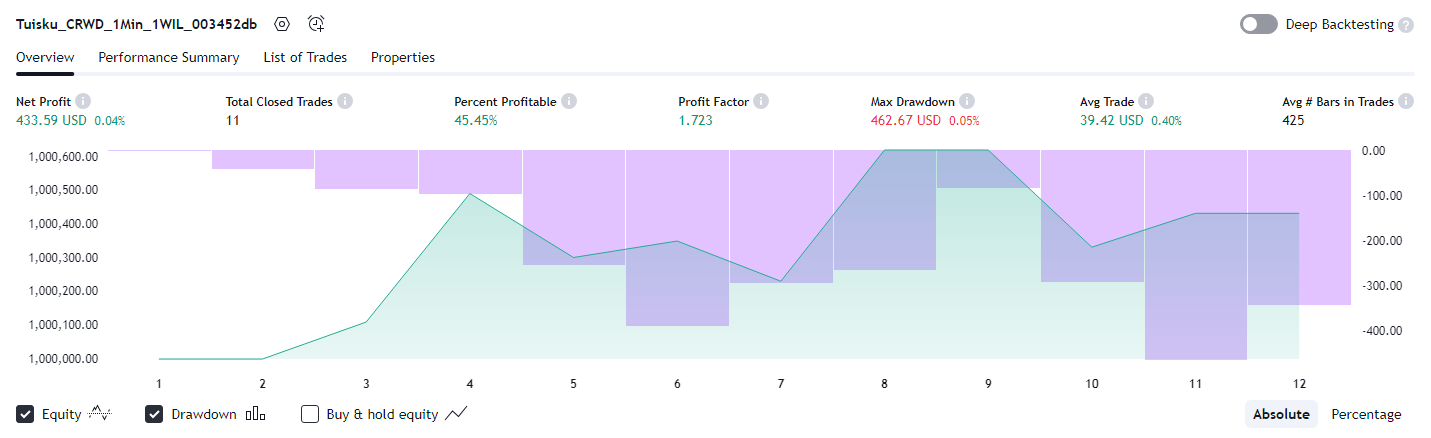 Tuisku_CRWD_1Min_1WIL_003452db
Deep Backtesting ?
Overview Performance Summary List of Trades Properties
Net Profit i Total Closed Trades i Percent Profitable i Profit Factor i Max Drawdown i Avg Trade i Avg # Bars in Trades i
433.59 USD 0.04% 11 45.45% 1.723 462.67 USD 0.05% 39.42 USD 0.40% 425
1,000,600.00 0.00
1,000,500.00 -100.00
1,000,400.00 -200.00
1,000,300.00 -300.00
1,000,200.00 -400.00
1,000,100.00
1,000,000.00
1 2 3 4 5 6 7 8 9 10 11 12
Equity Drawdown Buy & hold equity Absolute Percentage